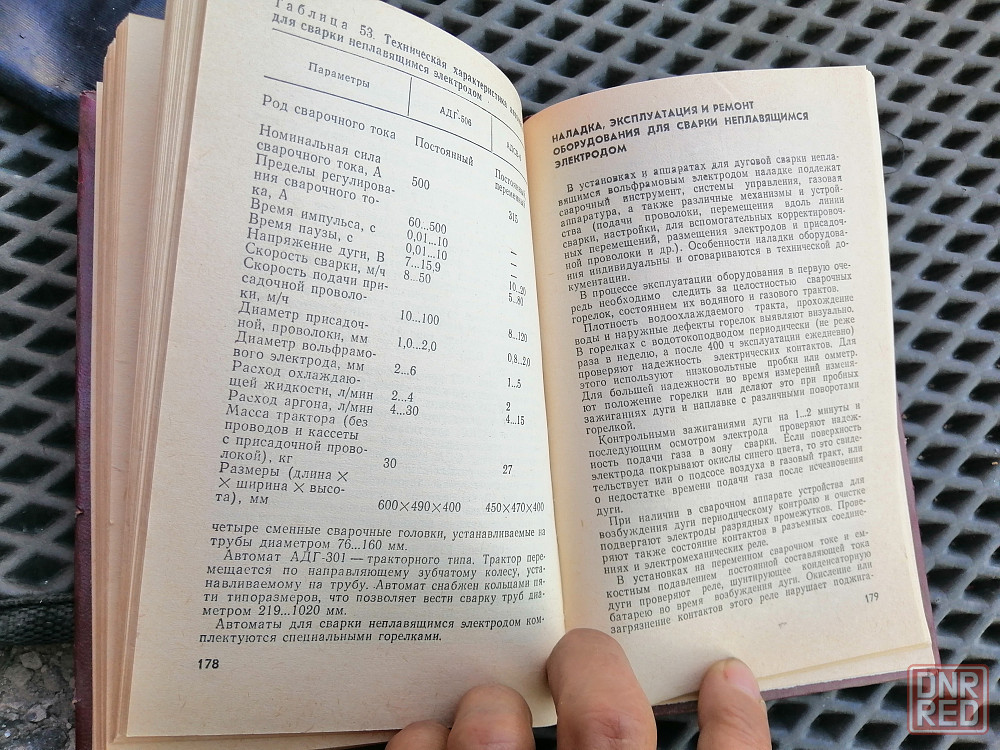 Таблица 53. Техническая характеристика
для сварки неплавящимся электродом
Параметры
АДГ-506
Род сварочного тока
Постоянный
Постоянный,
переменный
Номинальная сила
сварочного тока, А
500
315
Пределы регулирова-
ния сварочного то-
ка, А
60...500
—
Время импульса, с
0,01...10
—
Время паузы, с
0,01...10
—
Напряжение дуги, В
7...15,9
10...20
Скорость сварки, м/ч
8...50
5...80
Скорость подачи при-
садочной проволо-
ки, м/ч
10...100
8...120
Диаметр присадоч-
ной, проволоки, мм
1,0...2,0
0,8...2,0
Диаметр вольфрамо-
вого электрода, мм
2...6
1...5
Расход охлаждаю-
щей жидкости, л/мин
2...4
2
Расход аргона, л/мин
4...30
4...15
Масса трактора (без
проводов и кассеты
с присадочной прово-
локой), кг
30
27
Размеры (длина ×
× ширина × высо-
та), мм
600×490×400
450×470×400
четыре сменные сварочные головки, устанавливаемые на
трубы диаметром 76...160 мм.
Автомат АДГ-301 — тракторного типа. Трактор пере-
мещается по направляющему зубчатому колесу, уста-
навливаемому на трубу. Автомат снабжен кольцами пя-
ти типоразмеров, что позволяет вести сварку труб диа-
метром 219...1020 мм.
Автоматы для сварки неплавящимся электродом ком-
плектуются специальными горелками.
178
НАЛАДКА, ЭКСПЛУАТАЦИЯ И РЕМОНТ
ОБОРУДОВАНИЯ ДЛЯ СВАРКИ НЕПЛАВЯЩИМСЯ
ЭЛЕКТРОДОМ
В установках и аппаратах для дуговой сварки непла-
вящимся вольфрамовым электродом наладке подлежат
сварочный инструмент, системы управления, газовая
аппаратура, а также различные механизмы и устрой-
ства (подачи проволоки, перемещения вдоль линии
сварки, настройки, для вспомогательных корректировоч-
ных перемещений, размещения электродов и присадоч-
ной проволоки и др.). Особенности наладки оборудова-
ния индивидуальны и оговариваются в технической до-
кументации.
В процессе эксплуатации оборудования в первую оче-
редь необходимо следить за целостностью сварочных
горелок, состоянием их водяного и газового трактов.
Плотность водоохлаждаемого тракта, прохождение
воды и наружные дефекты горелок выявляют визуально.
В горелках с водотокоподводом периодически (не реже
раза в неделю, а после 400 ч эксплуатации ежедневно)
проверяют надежность электрических контактов. Для
этого используют низковольтные пробки или омметр.
Для большей надежности во время измерений изменя-
ют положение горелки или делают это при пробных
зажиганиях дуги и наплавке с различными поворотами
горелкой.
Контрольными зажиганиями дуги на 1...2 минуты и
последующим осмотром электрода проверяют надеж-
ность подачи газа в зону сварки. Если поверхность
электрода покрывают окислы синего цвета, то это свиде-
тельствует или о подсосе воздуха в газовый тракт, или
о недостатке времени подачи газа после исчезновения
дуги.
При наличии в сварочном аппарате устройства для
возбуждения дуги периодическому контролю и очистке
подвергают электроды разрядных промежутков. Прове-
ряют также состояние контактов в разъемных соедине-
ниях и электромеханических реле.
В установках на переменном сварочном токе и ем-
костным подавлением постоянной составляющей тока
дуги проверяют реле, шунтирующее конденсаторную
батарею во время возбуждения дуги. Окисление или
загрязнение контактов этого реле нарушает поджига-
179
DNR
RED